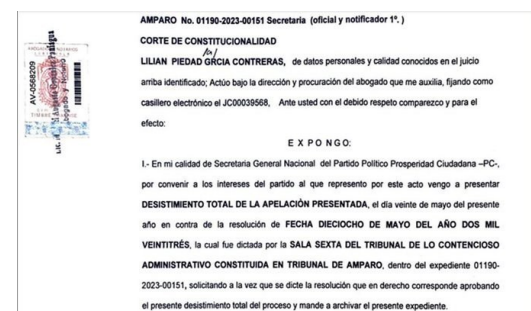 AMPARO No. 01190-2023-00151 Secretaria (oficial y notificador 1º. )
CORTE DE CONSTITUCIONALIDAD
LILIAN PIEDAD GRCIA CONTRERAS, de datos personales y calidad conocidos en el juicio
arriba identificado; Actúo bajo la dirección y procuración del abogado que me auxilia, fijando como
casillero electrónico el JC00039568, Ante usted con el debido respeto comparezco y para el
efecto:
E X P O N G O:
I.- En mi calidad de Secretaria General Nacional del Partido Político Prosperidad Ciudadana –PC-,
por convenir a los intereses del partido al que represento por este acto vengo a presentar
DESISTIMIENTO TOTAL DE LA APELACIÓN PRESENTADA, el día veinte de mayo del presente
año en contra de la resolución de FECHA DIECIOCHO DE MAYO DEL AÑO DOS MIL
VEINTITRÉS, la cual fue dictada por la SALA SEXTA DEL TRIBUNAL DE LO CONTENCIOSO
ADMINISTRATIVO CONSTITUIDA EN TRIBUNAL DE AMPARO, dentro del expediente 01190-
2023-00151, solicitando a la vez que se dicte la resolución que en derecho corresponde aprobando
el presente desistimiento total del proceso y mande a archivar el presente expediente.
AV-0568209